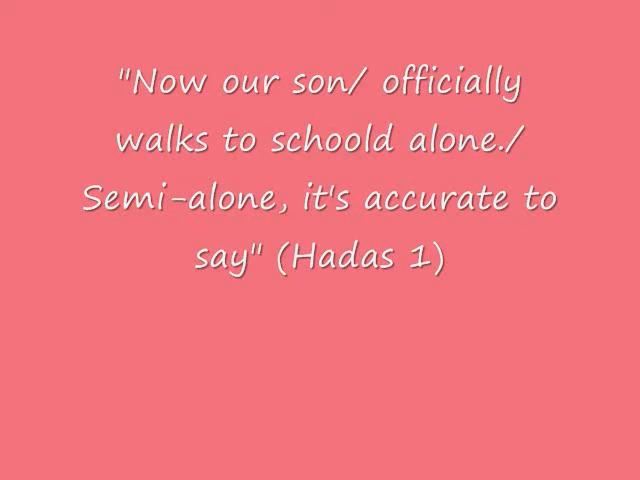 "Now our son/ officially
walks to schoold alone./
Semi-alone, it's accurate to
say" (Hadas 1)